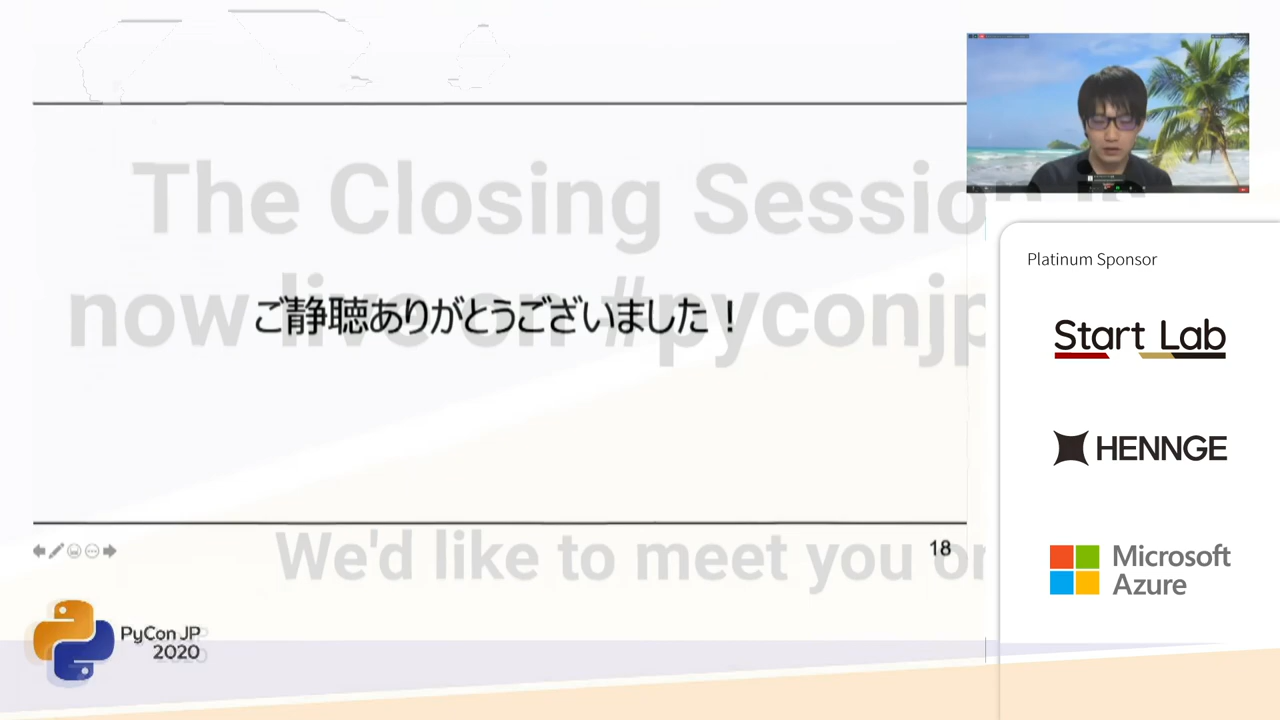 The Closing Session is
now live on #pyconjp
ご静聴ありがとうございました！
We'd like to meet you on
18
PyCon JP
2020
Platinum Sponsor
Start Lab
HENNGE
Microsoft
Azure